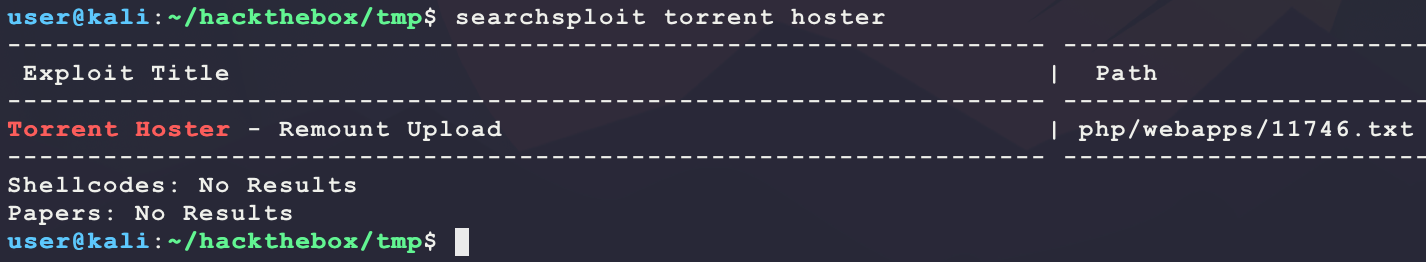 user@kali:~/hackthebox/tmp$ searchsploit torrent hoster
--------------------------------------------------------------------------- ---------------------------
Exploit Title | Path
--------------------------------------------------------------------------- ---------------------------
Torrent Hoster - Remount Upload | php/webapps/11746.txt
--------------------------------------------------------------------------- ---------------------------
Shellcodes: No Results
Papers: No Results
user@kali:~/hackthebox/tmp$